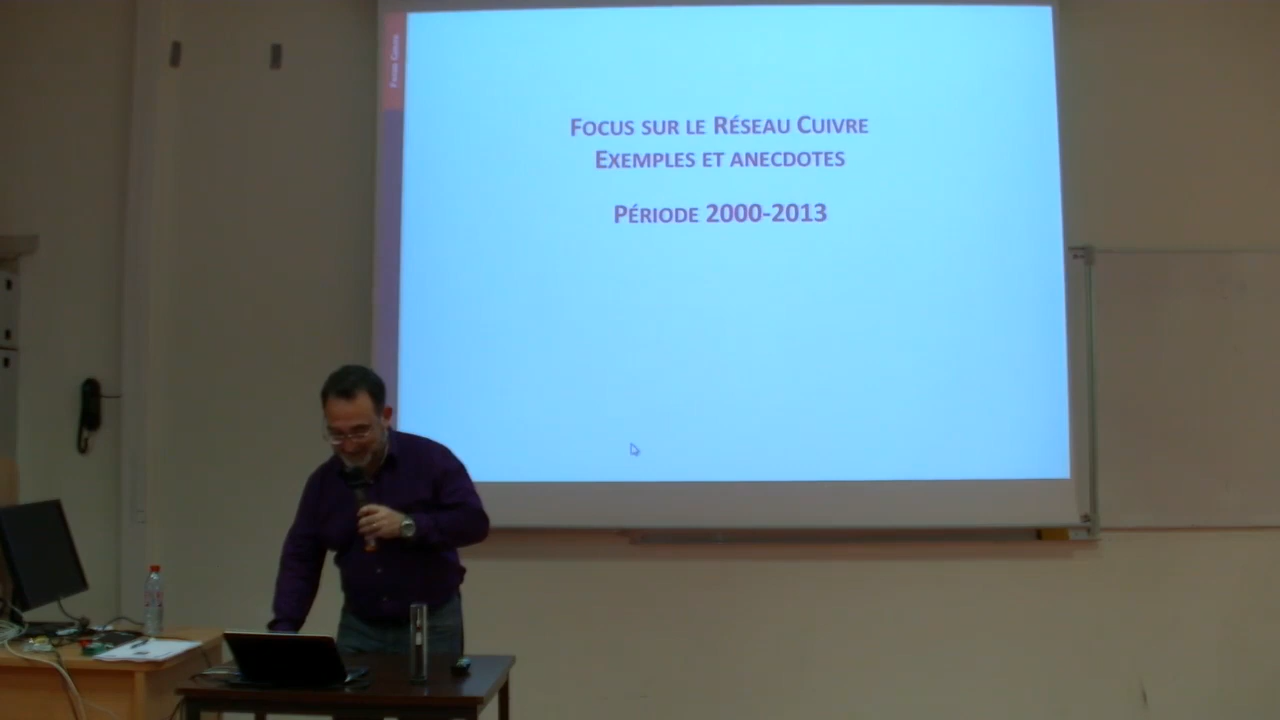 FOCUS SUR LE RÉSEAU CUIVRE
EXEMPLES ET ANECDOTES
PÉRIODE 2000-2013